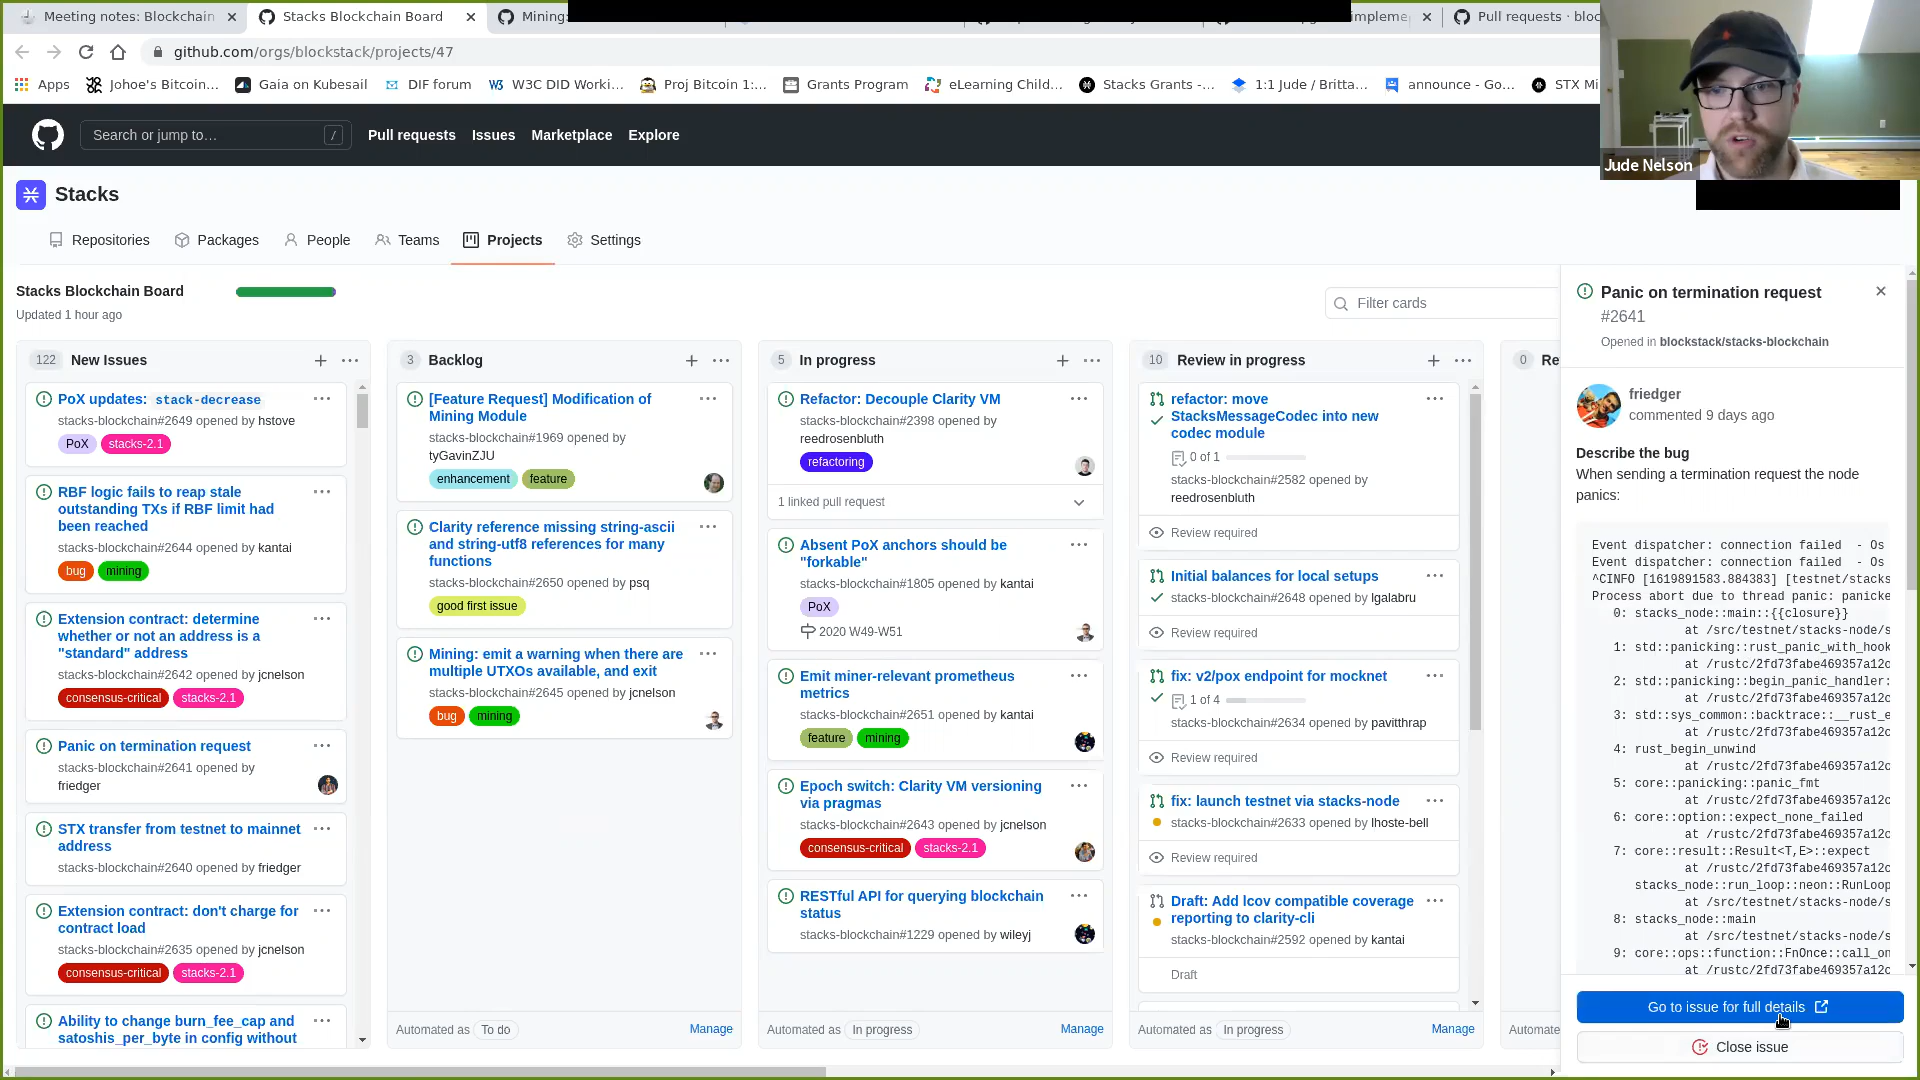 Meeting notes: Blockchain
Stacks Blockchain Board
Mining:
impleme
Pull requests · bloc
github.com/orgs/blockstack/projects/47
Apps
Johoe's Bitcoin...
Gaia on Kubesail
DIF forum
W3C DID Worki...
Proj Bitcoin 1:...
Grants Program
eLearning Child...
Stacks Grants -...
1:1 Jude / Britta...
announce - Go...
STX Mi
Jude Nelson
Search or jump to...
/
Pull requests
Issues
Marketplace
Explore
Stacks
Repositories
Packages
People
Teams
Projects
Settings
Stacks Blockchain Board
Updated 1 hour ago
Filter cards
122 New Issues
PoX updates: stack-decrease
stacks-blockchain#2649 opened by hstove
PoX stacks-2.1
RBF logic fails to reap stale
outstanding TXs if RBF limit had
been reached
stacks-blockchain#2644 opened by kantai
bug mining
Extension contract: determine
whether or not an address is a
"standard" address
stacks-blockchain#2642 opened by jcnelson
consensus-critical stacks-2.1
Panic on termination request
stacks-blockchain#2641 opened by
friedger
STX transfer from testnet to mainnet
address
stacks-blockchain#2640 opened by friedger
Extension contract: don't charge for
contract load
stacks-blockchain#2635 opened by jcnelson
consensus-critical stacks-2.1
Ability to change burn_fee_cap and
satoshis_per_byte in config without
3 Backlog
[Feature Request] Modification of
Mining Module
stacks-blockchain#1969 opened by
tyGavinZJU
enhancement feature
Clarity reference missing string-ascii
and string-utf8 references for many
functions
stacks-blockchain#2650 opened by psq
good first issue
Mining: emit a warning when there are
multiple UTXOs available, and exit
stacks-blockchain#2645 opened by jcnelson
bug mining
Automated as To do Manage
5 In progress
Refactor: Decouple Clarity VM
stacks-blockchain#2398 opened by
reedrosenbluth
refactoring
1 linked pull request
Absent PoX anchors should be
"forkable"
stacks-blockchain#1805 opened by kantai
PoX
2020 W49-W51
Emit miner-relevant prometheus
metrics
stacks-blockchain#2651 opened by kantai
feature mining
Epoch switch: Clarity VM versioning
via pragmas
stacks-blockchain#2643 opened by jcnelson
consensus-critical stacks-2.1
RESTful API for querying blockchain
status
stacks-blockchain#1229 opened by wileyj
Automated as In progress Manage
10 Review in progress
refactor: move
StacksMessageCodec into new
codec module
0 of 1
stacks-blockchain#2582 opened by
reedrosenbluth
Review required
Initial balances for local setups
stacks-blockchain#2648 opened by lgalabru
Review required
fix: v2/pox endpoint for mocknet
1 of 4
stacks-blockchain#2634 opened by pavitthrap
Review required
fix: launch testnet via stacks-node
stacks-blockchain#2633 opened by lhoste-bell
Review required
Draft: Add lcov compatible coverage
reporting to clarity-cli
stacks-blockchain#2592 opened by kantai
Draft
Automated as In progress Manage
0 Re
Automate
Panic on termination request
#2641
Opened in blockstack/stacks-blockchain
friedger
commented 9 days ago
Describe the bug
When sending a termination request the node
panics:
Event dispatcher: connection failed - Os
Event dispatcher: connection failed - Os
^CINFO [1619891583.884383] [testnet/stacks
Process abort due to thread panic: panicke
0: stacks_node::main::{{closure}}
at /src/testnet/stacks-node/s
1: std::panicking::rust_panic_with_hook
at /rustc/2fd73fabe469357a12c
2: std::panicking::begin_panic_handler:
at /rustc/2fd73fabe469357a12c
3: std::sys_common::backtrace::__rust_e
at /rustc/2fd73fabe469357a12c
4: rust_begin_unwind
at /rustc/2fd73fabe469357a12c
5: core::panicking::panic_fmt
at /rustc/2fd73fabe469357a12c
6: core::option::expect_none_failed
at /rustc/2fd73fabe469357a12c
7: core::result::Result<T,E>::expect
at /rustc/2fd73fabe469357a12c
stacks_node::run_loop::neon::RunLoop
at /src/testnet/stacks-node/s
8: stacks_node::main
at /src/testnet/stacks-node/s
9: core::ops::function::FnOnce::call_on
at /rustc/2fd73fabe469357a12c
Go to issue for full details
Close issue